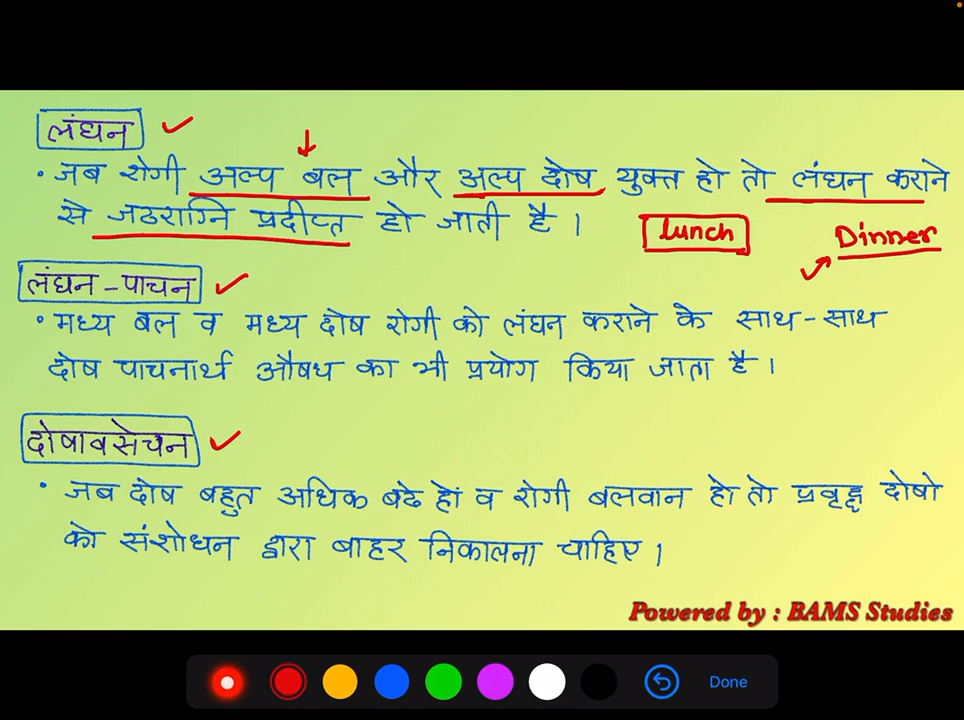 लंघन
• जब रोगी अल्प बल और अल्प दोष युक्त हो तो लंघन कराने
से जठराग्नि प्रदीप्त हो जाती है ।
lunch
Dinner
लंघन - पाचन
• मध्य बल व मध्य दोष रोगी को लंघन कराने के साथ-साथ
दोष पाचनार्थ औषध का भी प्रयोग किया जाता है ।
दोषावसेचन
• जब दोष बहुत अधिक बढे हों व रोगी बलवान हो तो प्रवृद्ध दोषो
को संशोधन द्वारा बाहर निकालना चाहिए ।
Powered by : BAMS Studies
Done